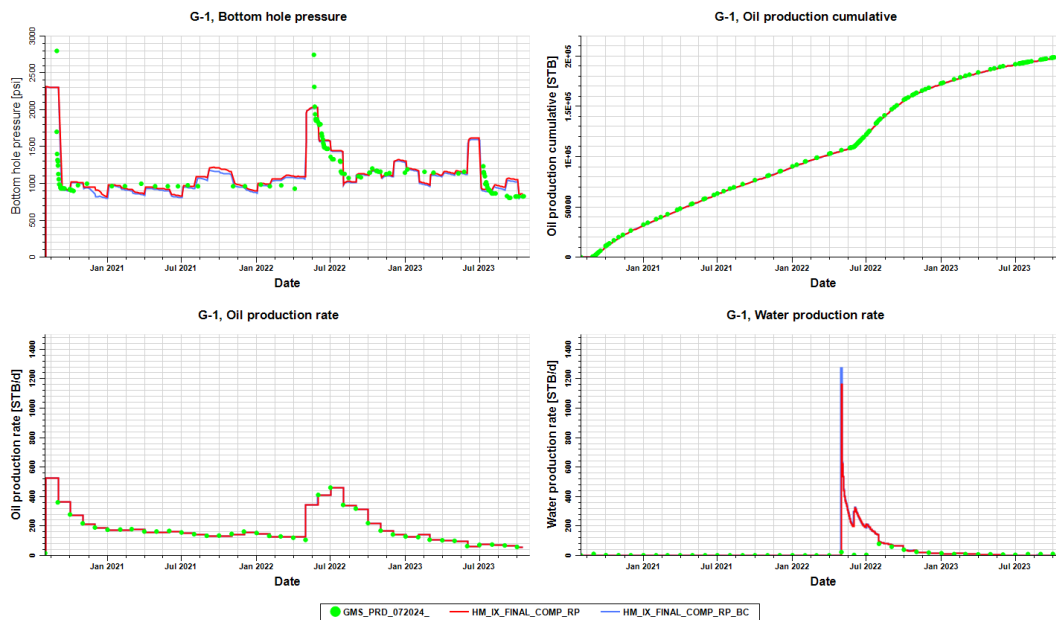 G-1, Bottom hole pressure
Bottom hole pressure [psi]
3000
2500
2000
1500
1000
500
0
Jan 2021 Jul 2021 Jan 2022 Jul 2022 Jan 2023 Jul 2023
Date
G-1, Oil production cumulative
Oil production cumulative [STB]
2E+05
1.5E+05
1E+05
50000
0
Jan 2021 Jul 2021 Jan 2022 Jul 2022 Jan 2023 Jul 2023
Date
G-1, Oil production rate
Oil production rate [STB/d]
1400
1200
1000
800
600
400
200
0
Jan 2021 Jul 2021 Jan 2022 Jul 2022 Jan 2023 Jul 2023
Date
G-1, Water production rate
Water production rate [STB/d]
1400
1200
1000
800
600
400
200
0
Jan 2021 Jul 2021 Jan 2022 Jul 2022 Jan 2023 Jul 2023
Date
GMS_PRD_072024_ HM_IX_FINAL_COMP_RP HM_IX_FINAL_COMP_RP_BC